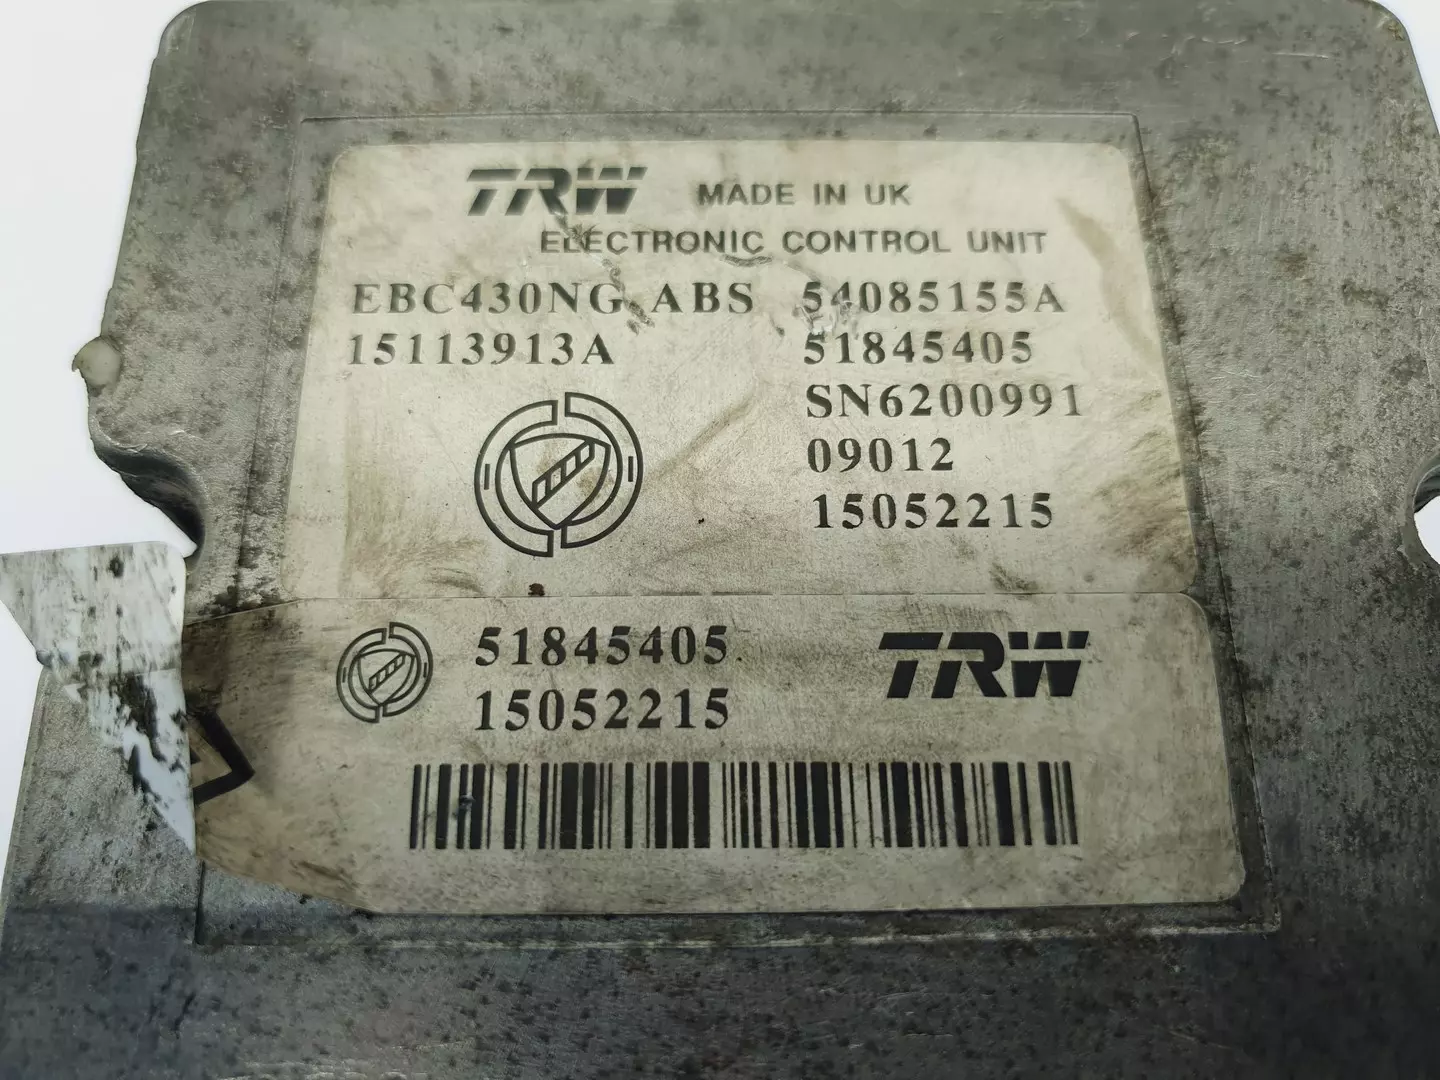 TRW MADE IN UK
ELECTRONIC CONTROL UNIT
EBC430NG ABS 54085155A
15113913A 51845405
SN6200991
09012
15052215
51845405 TRW
15052215